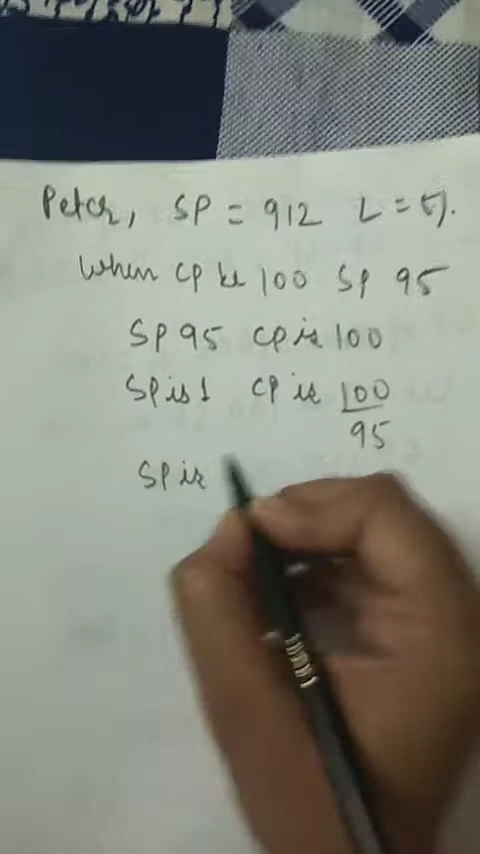 Peter, SP = 912 L = 5%.
When CP be 100 SP 95
SP 95 CP is 100
SP is 1 CP is 100
95
SP is